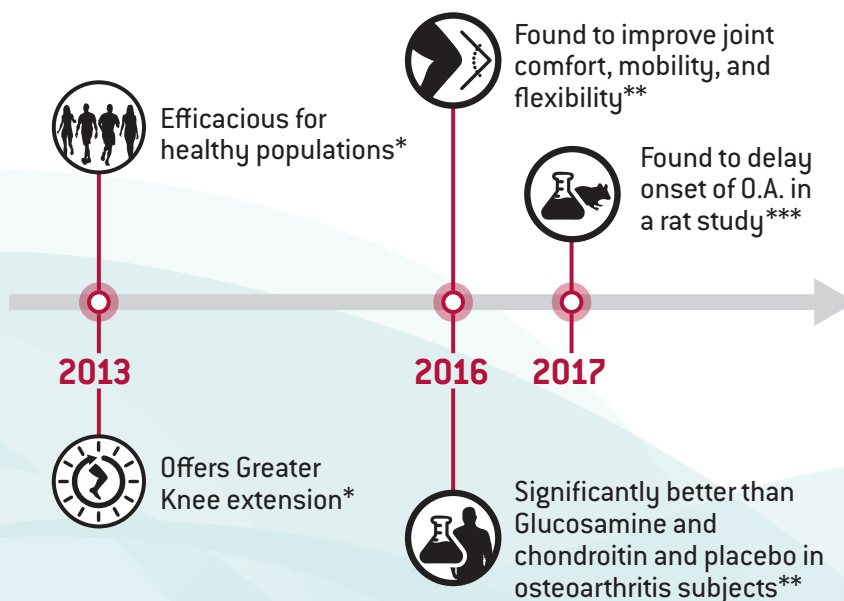 Found to improve joint
comfort, mobility, and
flexibility**
Efficacious for
healthy populations*
Found to delay
onset of O.A. in
a rat study***
2013
2016
2017
Offers Greater
Knee extension*
Significantly better than
Glucosamine and
chondroitin and placebo in
osteoarthritis subjects**